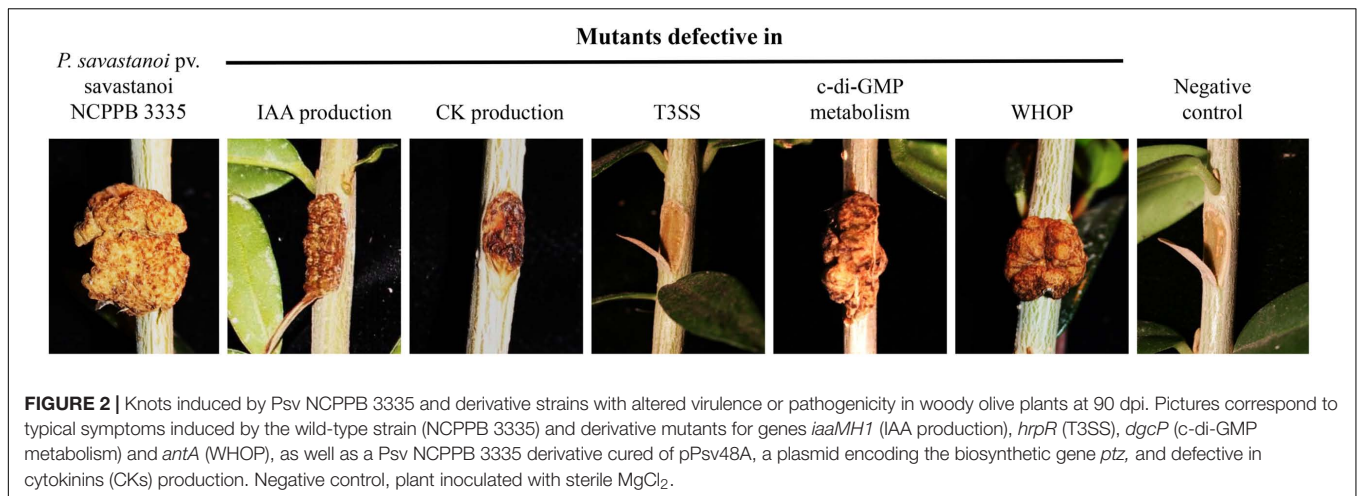 Mutants defective in
P. savastanoi pv.
savastanoi
NCPPB 3335
IAA production
CK production
T3SS
c-di-GMP
metabolism
WHOP
Negative
control
FIGURE 2 | Knots induced by Psv NCPPB 3335 and derivative strains with altered virulence or pathogenicity in woody olive plants at 90 dpi. Pictures correspond to
typical symptoms induced by the wild-type strain (NCPPB 3335) and derivative mutants for genes iaaMH1 (IAA production), hrpR (T3SS), dgcP (c-di-GMP
metabolism) and antA (WHOP), as well as a Psv NCPPB 3335 derivative cured of pPsv48A, a plasmid encoding the biosynthetic gene ptz, and defective in
cytokinins (CKs) production. Negative control, plant inoculated with sterile MgCl₂.